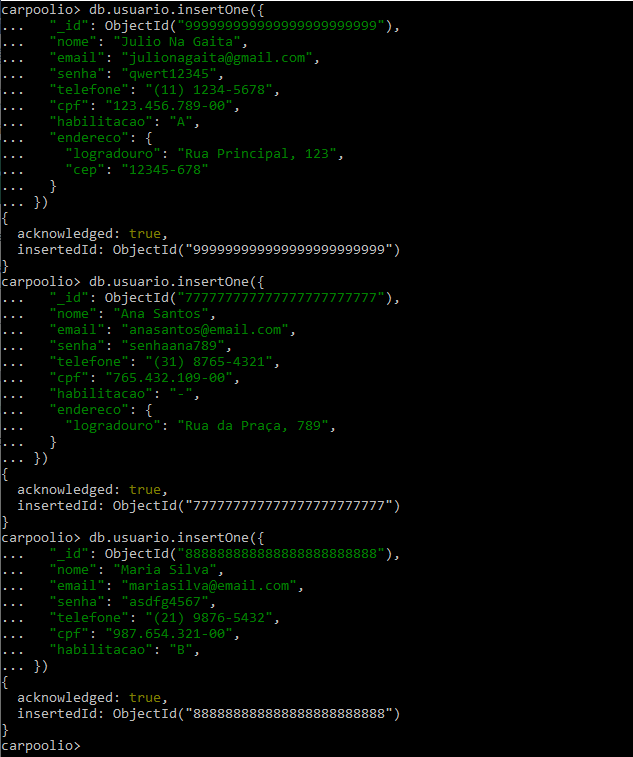 carpoolio> db.usuario.insertOne({
...   "_id": ObjectId("999999999999999999999999"),
...   "nome": "Julio Na Gaita",
...   "email": "julionagaita@gmail.com",
...   "senha": "qwert12345",
...   "telefone": "(11) 1234-5678",
...   "cpf": "123.456.789-00",
...   "habilitacao": "A",
...   "endereco": {
...     "logradouro": "Rua Principal, 123",
...     "cep": "12345-678"
...   }
... })
{
  acknowledged: true,
  insertedId: ObjectId("999999999999999999999999")
}
carpoolio> db.usuario.insertOne({
...   "_id": ObjectId("777777777777777777777777"),
...   "nome": "Ana Santos",
...   "email": "anasantos@email.com",
...   "senha": "senhaana789",
...   "telefone": "(31) 8765-4321",
...   "cpf": "765.432.109-00",
...   "habilitacao": "-",
...   "endereco": {
...     "logradouro": "Rua da Praça, 789",
...   }
... })
{
  acknowledged: true,
  insertedId: ObjectId("777777777777777777777777")
}
carpoolio> db.usuario.insertOne({
...   "_id": ObjectId("888888888888888888888888"),
...   "nome": "Maria Silva",
...   "email": "mariasilva@email.com",
...   "senha": "asdfg4567",
...   "telefone": "(21) 9876-5432",
...   "cpf": "987.654.321-00",
...   "habilitacao": "B",
... })
{
  acknowledged: true,
  insertedId: ObjectId("888888888888888888888888")
}
carpoolio>